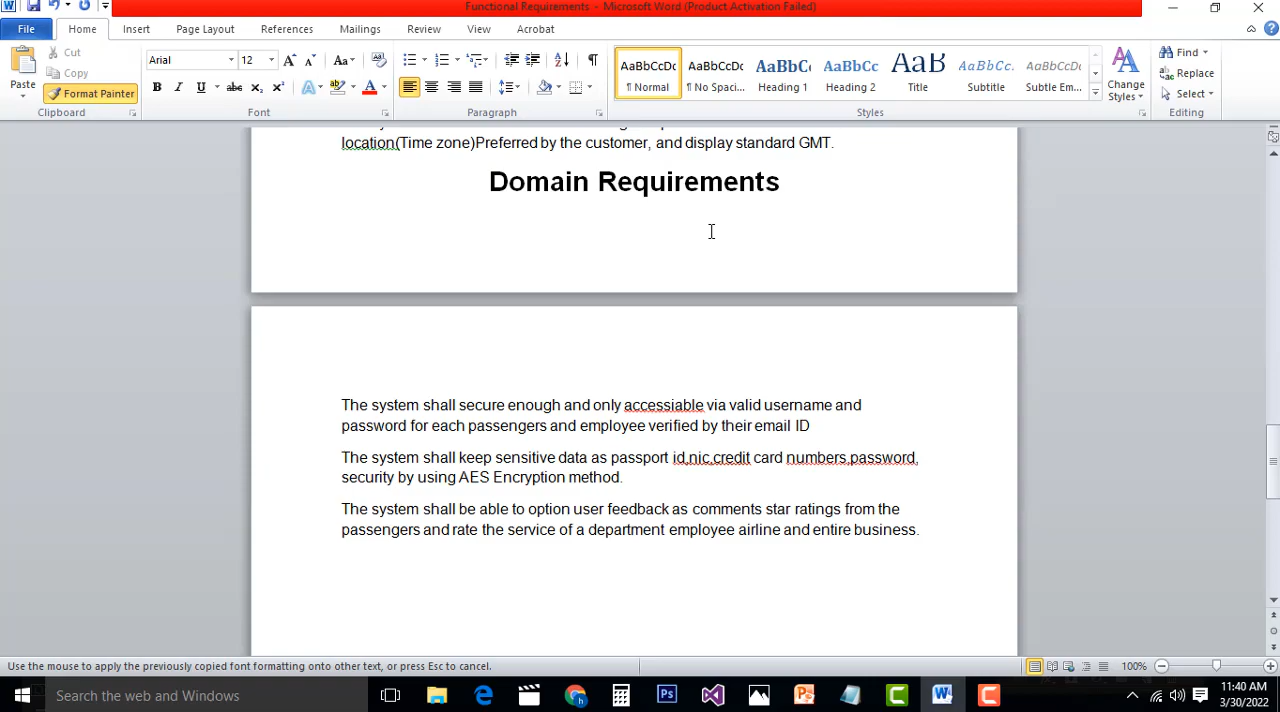 Functional Requirements - Microsoft Word (Product Activation Failed)
File Home Insert Page Layout References Mailings Review View Acrobat
Paste
Cut
Copy
Format Painter
Clipboard
Arial 12
Font
Paragraph
AaBbCcDc AaBbCcDc AaBbCc AaBbCc AaB AaBbCc. AaBbCcDc
¶ Normal ¶ No Spaci... Heading 1 Heading 2 Title Subtitle Subtle Em...
Styles
Change Styles
Find
Replace
Select
Editing
location(Time zone)Preferred by the customer, and display standard GMT.
Domain Requirements
The system shall secure enough and only accessiable via valid username and
password for each passengers and employee verified by their email ID
The system shall keep sensitive data as passport id,nic,credit card numbers,password,
security by using AES Encryption method.
The system shall be able to option user feedback as comments star ratings from the
passengers and rate the service of a department employee airline and entire business.
Use the mouse to apply the previously copied font formatting onto other text, or press Esc to cancel.
100%
Search the web and Windows
11:40 AM
3/30/2022